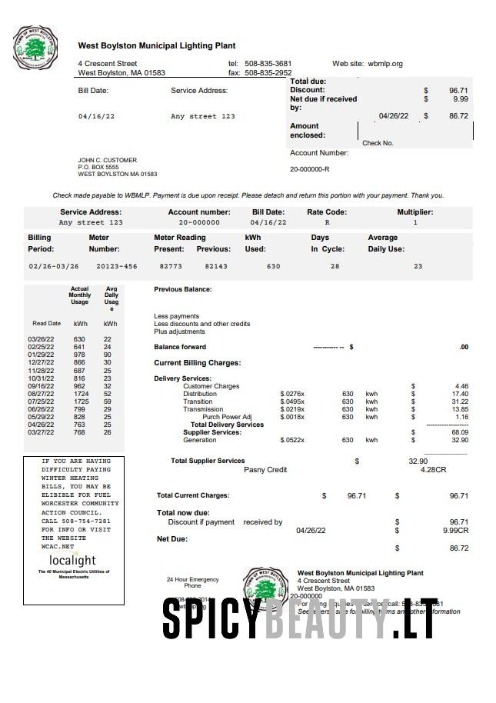 West Boylston Municipal Lighting Plant
4 Crescent Street tel: 508-835-3681 Web site: wbmlp.org
West Boylston, MA 01583 fax: 508-835-2952
Total due:
Bill Date: Service Address: Discount: $ 96.71
Net due if received $ 9.99
by:
04/16/22 Any street 123 04/26/22 $ 86.72
Amount
enclosed:
Check No.
Account Number:
JOHN C. CUSTOMER
P.O. BOX 5555 20-000000-R
WEST BOYLSTON MA 01583
Check made payable to WBMLP. Payment is due upon receipt. Please detach and return this portion with your payment. Thank you.
Service Address: Account number: Bill Date: Rate Code: Multiplier:
Any street 123 20-000000 04/16/22 R 1
Billing Meter Meter Reading kWh Days Average
Period: Number: Present: Previous: Used: In Cycle: Daily Use:
02/26-03/26 20123-456 82773 82143 630 28 23
Actual Monthly Usage Avg Daily Usag e
Read Date kWh kWh
03/26/22 630 22
02/25/22 641 24
01/29/22 978 90
12/27/22 866 30
11/28/22 687 25
10/31/22 816 23
09/16/22 962 32
08/17/22 1724 52
07/25/22 1725 59
06/26/22 799 29
05/29/22 828 25
04/26/22 763 25
03/27/22 768 26
Previous Balance:
Less payments
Less discounts and other credits
Plus adjustments
Balance forward ----------- -- $ .00
Current Billing Charges:
Delivery Services:
Customer Charges $ 4.46
Distribution $.0276x 630 kwh $ 17.40
Transition $.0495x 630 kwh $ 31.22
Transmission $.0219x 630 kwh $ 13.85
Purch Power Adj $.0018x 630 kwh $ 1.16
Total Delivery Services
Supplier Services: $ 68.09
Generation $.0522x 630 kwh $ 32.90
Total Supplier Services $ 32.90
Pasny Credit 4.28CR
Total Current Charges: $ 96.71 $ 96.71
Total now due: $ 96.71
Discount if payment received by 04/26/22 $ 9.99CR
Net Due: $ 86.72
IF YOU ARE HAVING
DIFFICULTY PAYING
WINTER HEATING
BILLS, YOU MAY BE
ELIBIBLE FOR FUEL
WORCESTER COMMUNITY
ACTION COUNCIL.
CALL 508-754-7281
FOR INFO OR VISIT
THE WEBSITE
WCAC.NET
localight
The 40 Municipal Electric Utilities of
Massachusetts
24 Hour Emergency
Phone
West Boylston Municipal Lighting Plant
4 Crescent Street
West Boylston, MA 01583
20-000000
SPICYBEAUTY.LT